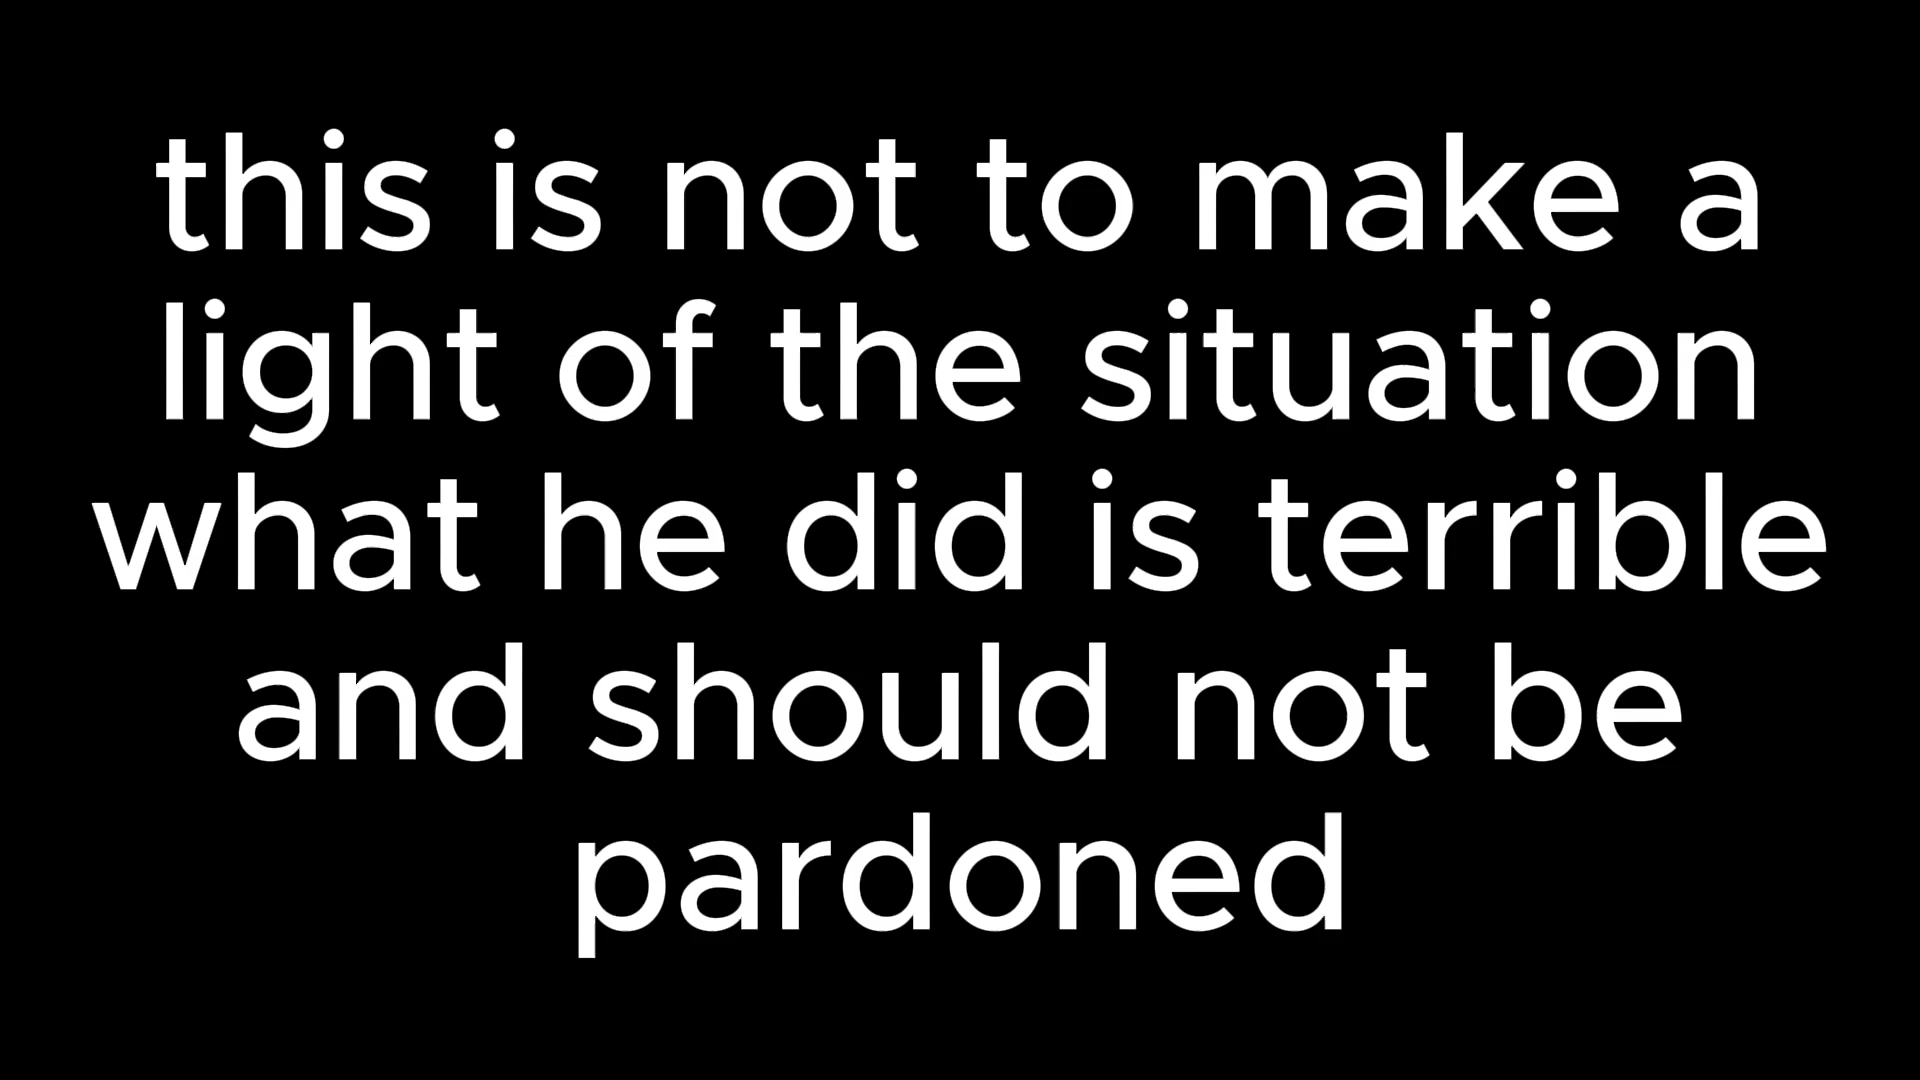 this is not to make a
light of the situation
what he did is terrible
and should not be
pardoned